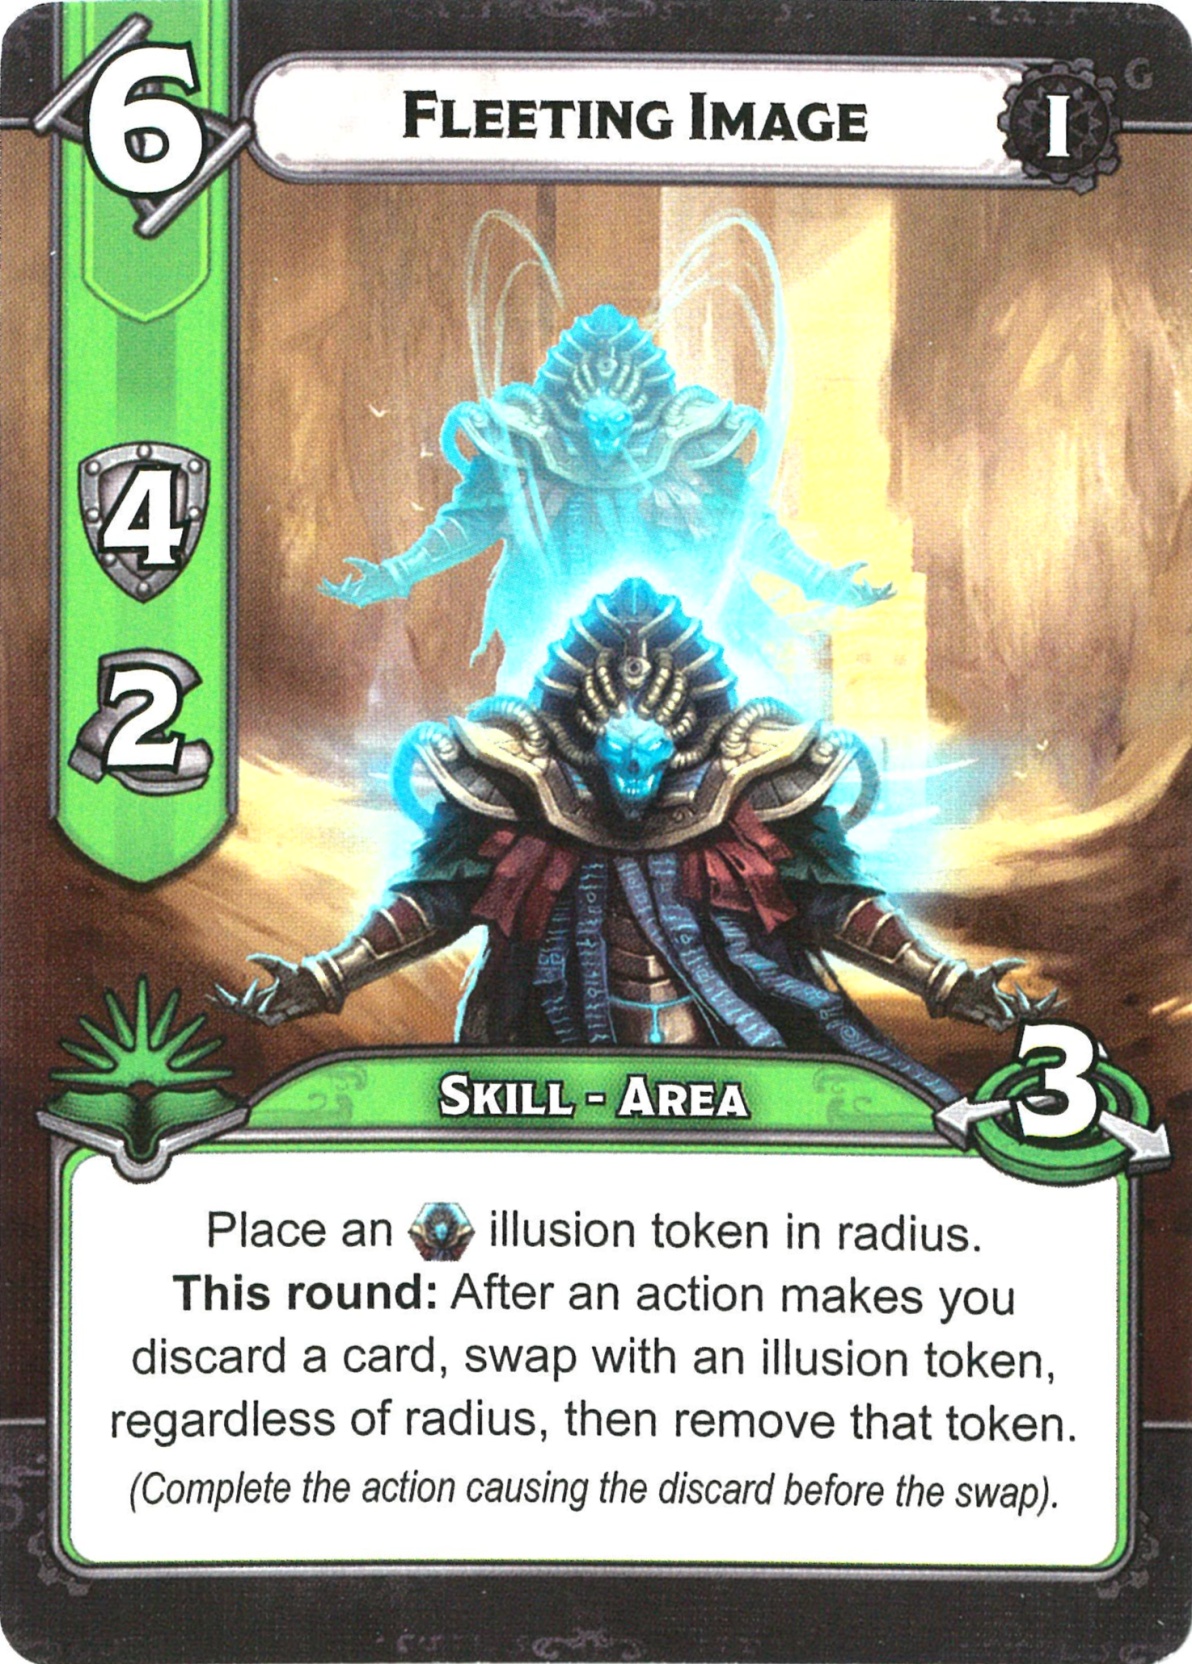 6
FLEETING IMAGE
I
G
4
2
SKILL - AREA
3
Place an illusion token in radius.
This round: After an action makes you
discard a card, swap with an illusion token,
regardless of radius, then remove that token.
(Complete the action causing the discard before the swap).